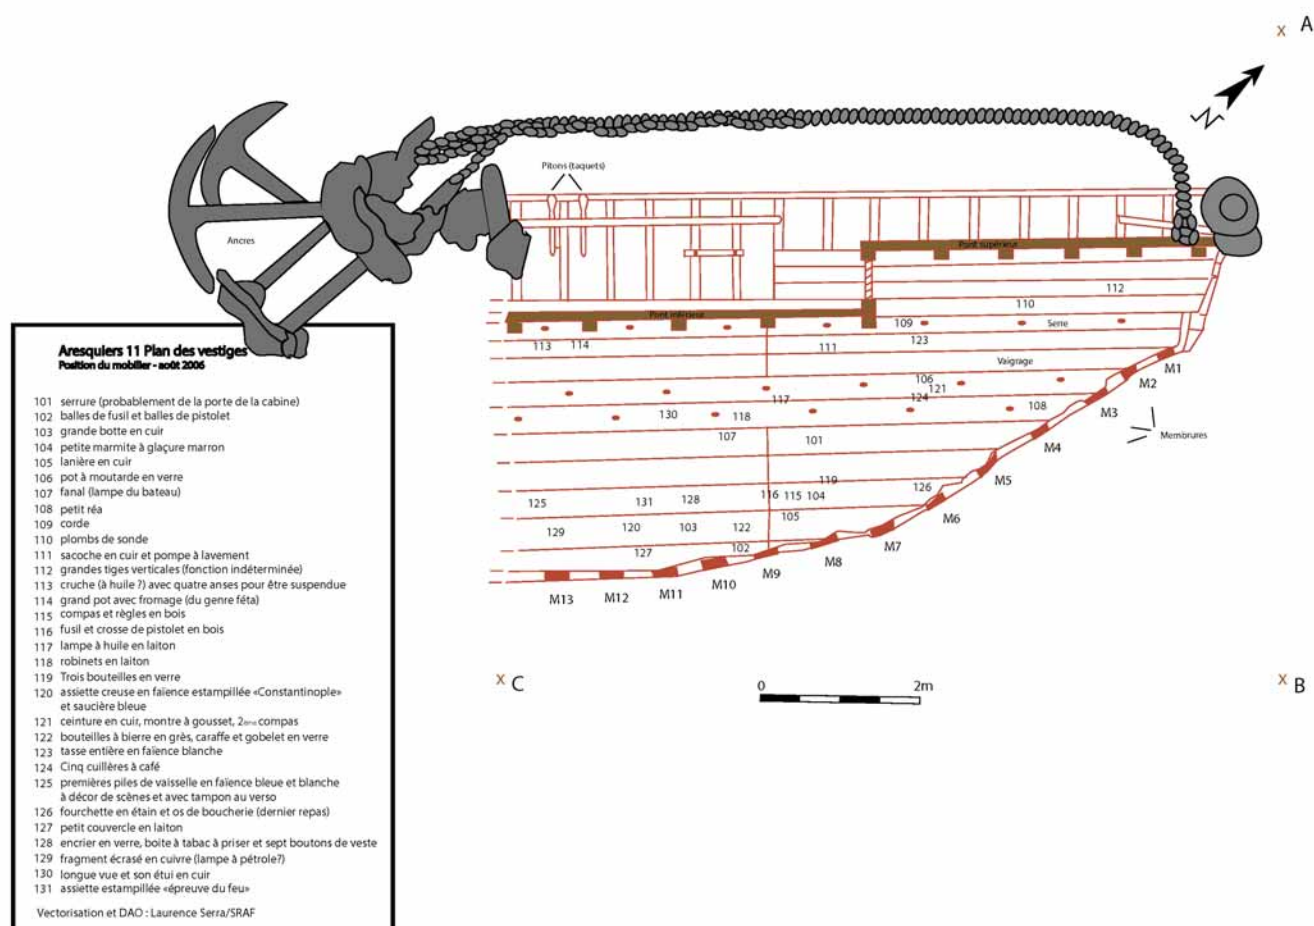 A
x
N
Pitons (taquets)
Ancres
Pont supérieur
112
110
Pont inférieur
109
Serre
123
113 114
111
Vaigrage
106
121
124
117
M1
M2
M3
130
118
108
107
101
Membrures
M4
M5
119
126
125
131
128
116 115 104
105
M6
129
120
103
122
102
127
M7
M8
M9
M10
M13
M12
M11
x C
0
2m
x B
Aresquiers 11 Plan des vestiges
Position du mobilier - août 2006
101 serrure (probablement de la porte de la cabine)
102 balles de fusil et balles de pistolet
103 grande botte en cuir
104 petite marmite à glaçure marron
105 lanière en cuir
106 pot à moutarde en verre
107 fanal (lampe du bateau)
108 petit réa
109 corde
110 plombs de sonde
111 sacoche en cuir et pompe à lavement
112 grandes tiges verticales (fonction indéterminée)
113 cruche (à huile ?) avec quatre anses pour être suspendue
114 grand pot avec fromage (du genre féta)
115 compas et règles en bois
116 fusil et crosse de pistolet en bois
117 lampe à huile en laiton
118 robinets en laiton
119 Trois bouteilles en verre
120 assiette creuse en faïence estampillée «Constantinople»
et saucière bleue
121 ceinture en cuir, montre à gousset, 2ème compas
122 bouteilles à bierre en grès, caraffe et gobelet en verre
123 tasse entière en faïence blanche
124 Cinq cuillères à café
125 premières piles de vaisselle en faïence bleue et blanche
à décor de scènes et avec tampon au verso
126 fourchette en étain et os de boucherie (dernier repas)
127 petit couvercle en laiton
128 encrier en verre, boite à tabac à priser et sept boutons de veste
129 fragment écrasé en cuivre (lampe à pétrole?)
130 longue vue et son étui en cuir
131 assiette estampillée «épreuve du feu»
Vectorisation et DAO : Laurence Serra/SRAF